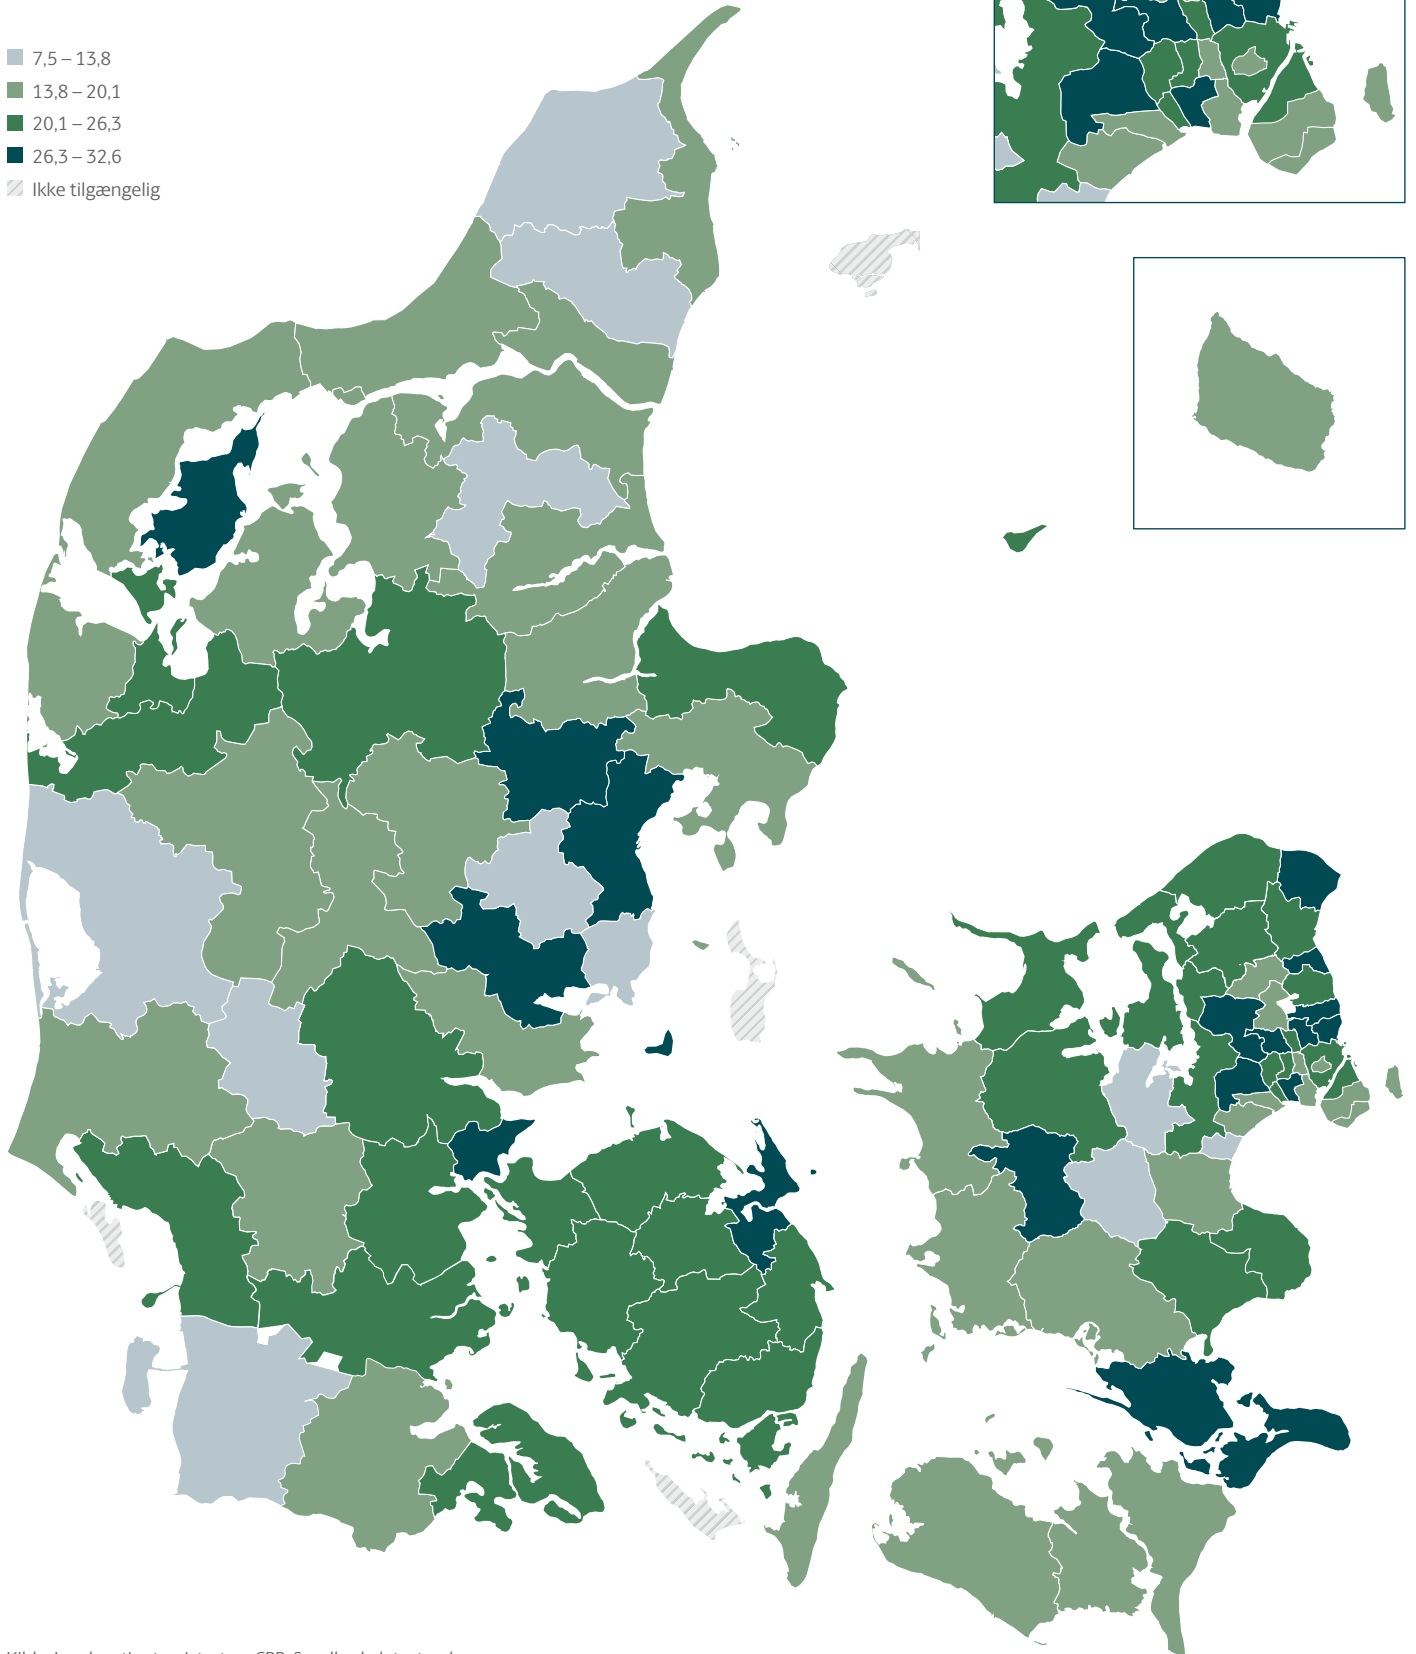 7,5 – 13,8
13,8 – 20,1
20,1 – 26,3
26,3 – 32,6
Ikke tilgængelig